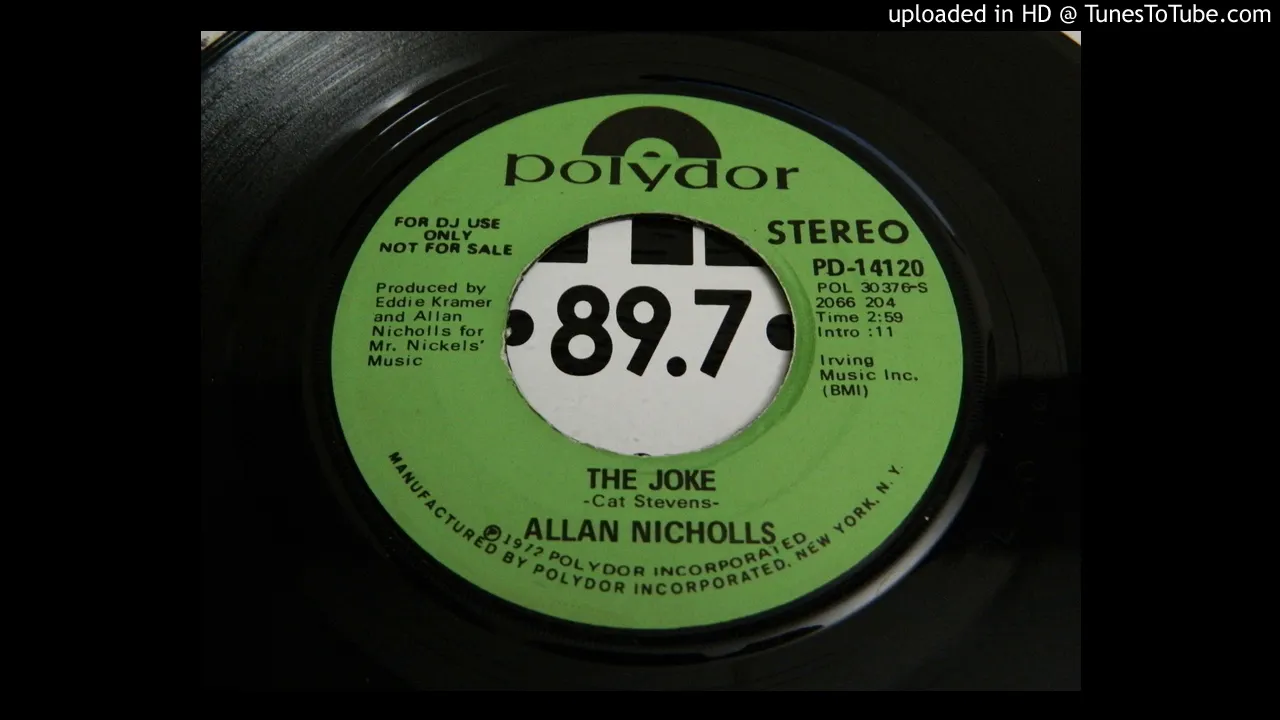 uploaded in HD @ TunesToTube.com
polydor
FOR DJ USE
ONLY
NOT FOR SALE
STEREO
PD-14120
POL 30376-S
2066 204
Time 2:59
Intro :11
Irving
Music Inc.
(BMI)
Produced by
Eddie Kramer
and Allan
Nicholls for
Mr. Nickels'
Music
89.7
THE JOKE
-Cat Stevens-
ALLAN NICHOLLS
℗1972 POLYDOR INCORPORATED
MANUFACTURED BY POLYDOR INCORPORATED, NEW YORK, N.Y.